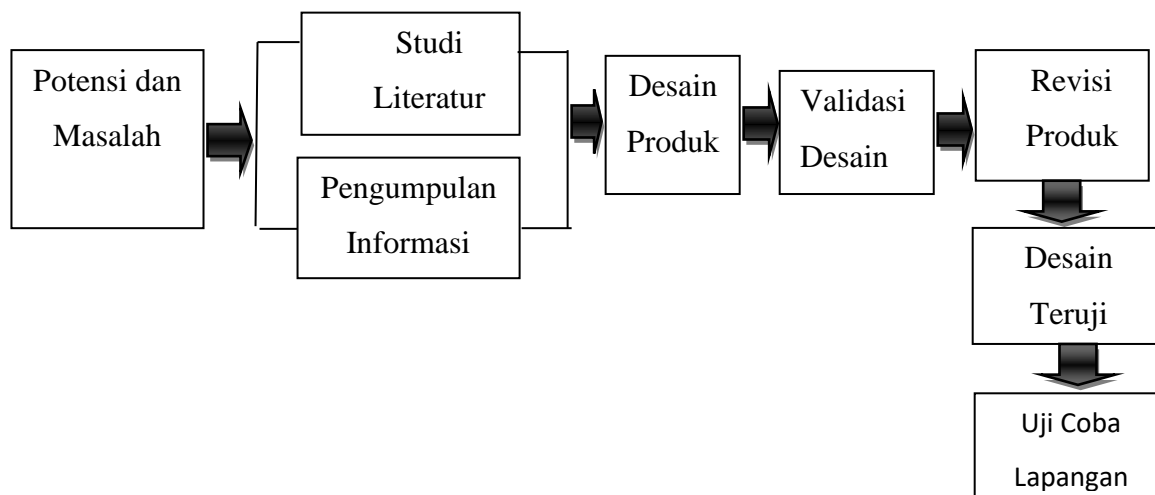 Potensi dan
Masalah
Studi
Literatur
Pengumpulan
Informasi
Desain
Produk
Validasi
Desain
Revisi
Produk
Desain
Teruji
Uji Coba
Lapangan